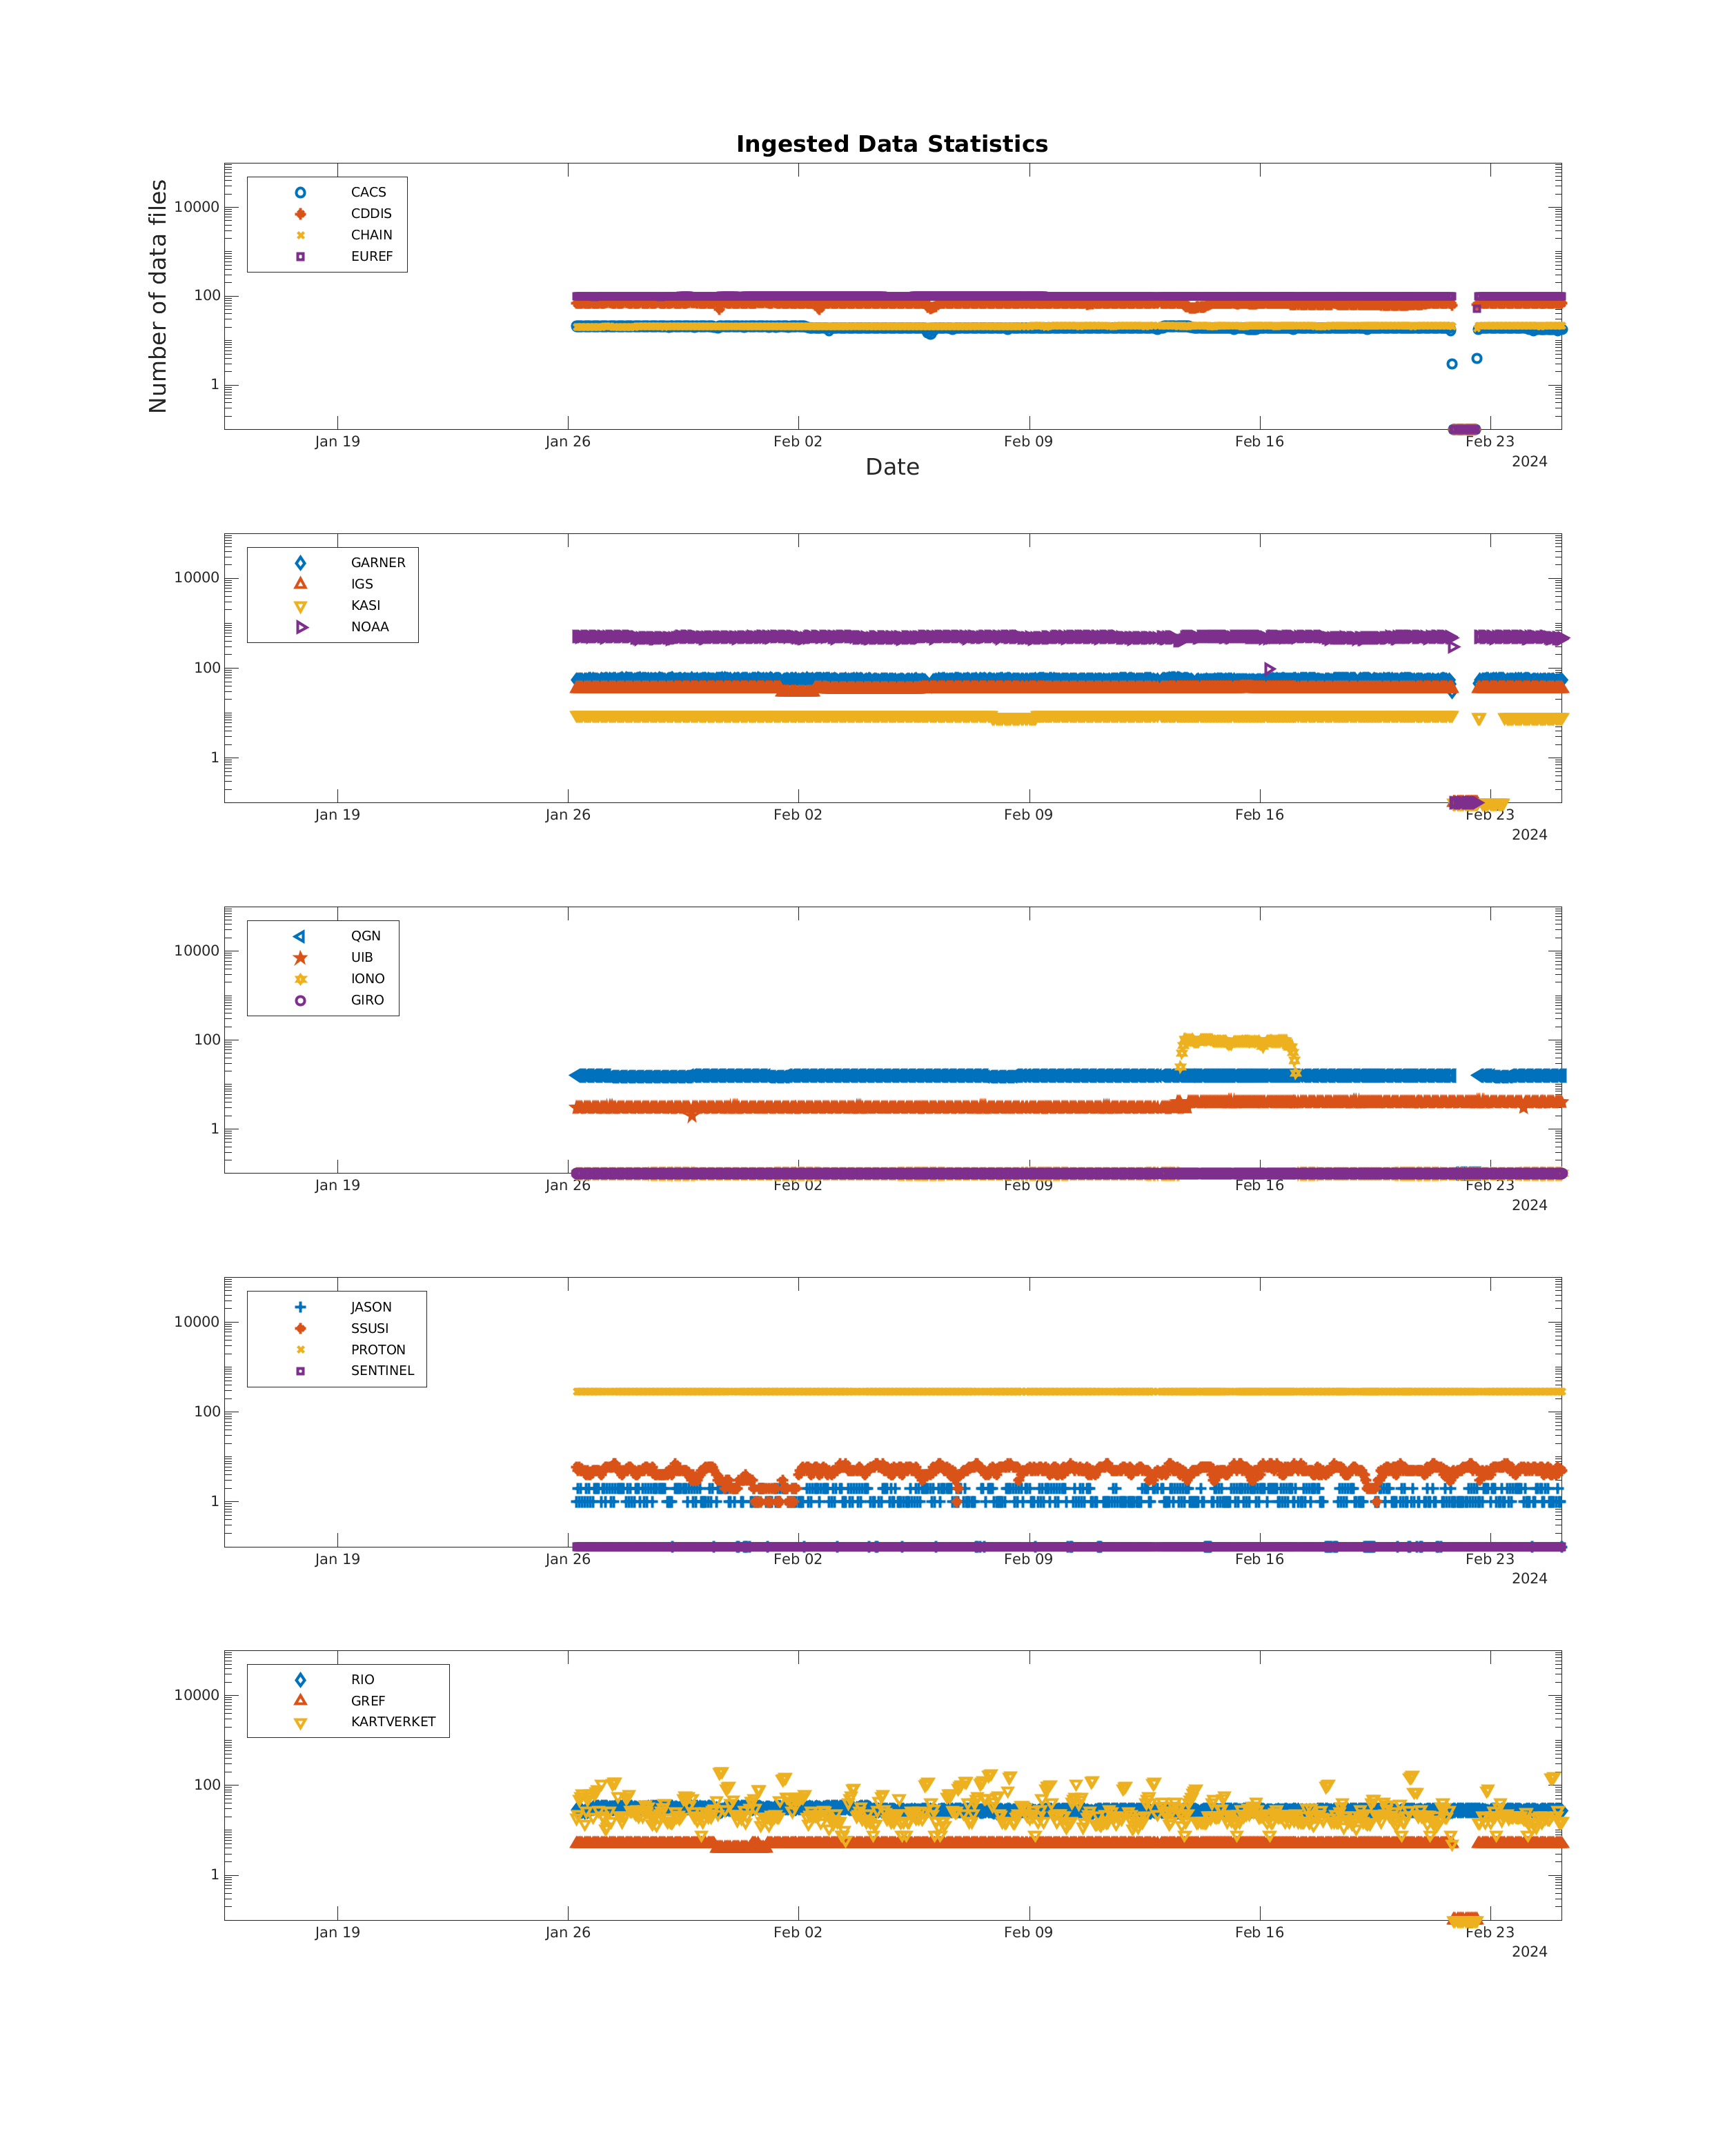 Ingested Data Statistics
Number of data files
CACS
CDDIS
CHAIN
EUREF
10000
100
1
Jan 19 Jan 26 Feb 02 Feb 09 Feb 16 Feb 23
2024
Date
GARNER
IGS
KASI
NOAA
10000
100
1
Jan 19 Jan 26 Feb 02 Feb 09 Feb 16 Feb 23
2024
QGN
UIB
IONO
GIRO
10000
100
1
Jan 19 Jan 26 Feb 02 Feb 09 Feb 16 Feb 23
2024
JASON
SSUSI
PROTON
SENTINEL
10000
100
1
Jan 19 Jan 26 Feb 02 Feb 09 Feb 16 Feb 23
2024
RIO
GREF
KARTVERKET
10000
100
1
Jan 19 Jan 26 Feb 02 Feb 09 Feb 16 Feb 23
2024